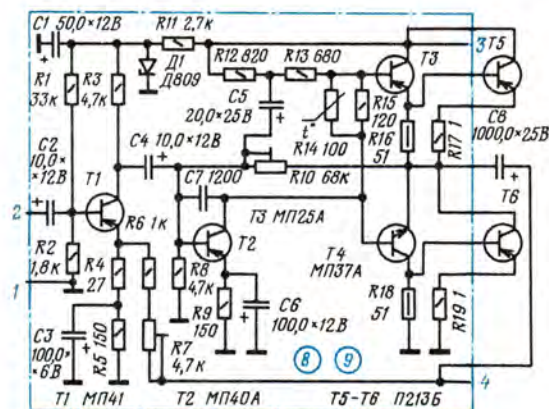 C1 50,0×12В
R11 2,7к
3
T5
R12 820
R13 680
T3
Д1
Д809
R1
33к
R3
4,7к
C5
20,0×25В
R15
120
C8
1000,0×25В
C2
10,0×
×12В
C4 10,0×12В
t°
R14 100
R16
51
R17 1
T1
R10 68к
C7 1200
T3 МП25А
T6
2
R6 1к
T2
T4
МП37А
R2
1,8к
R4
27
R8
4,7к
1
R9
150
C6
100,0×12В
R18
51
R19 1
C3
100,0×
×6В
R5 150
R7
4,7к
8
9
4
T1 МП41
T2 МП40А
T5-T6 П213Б